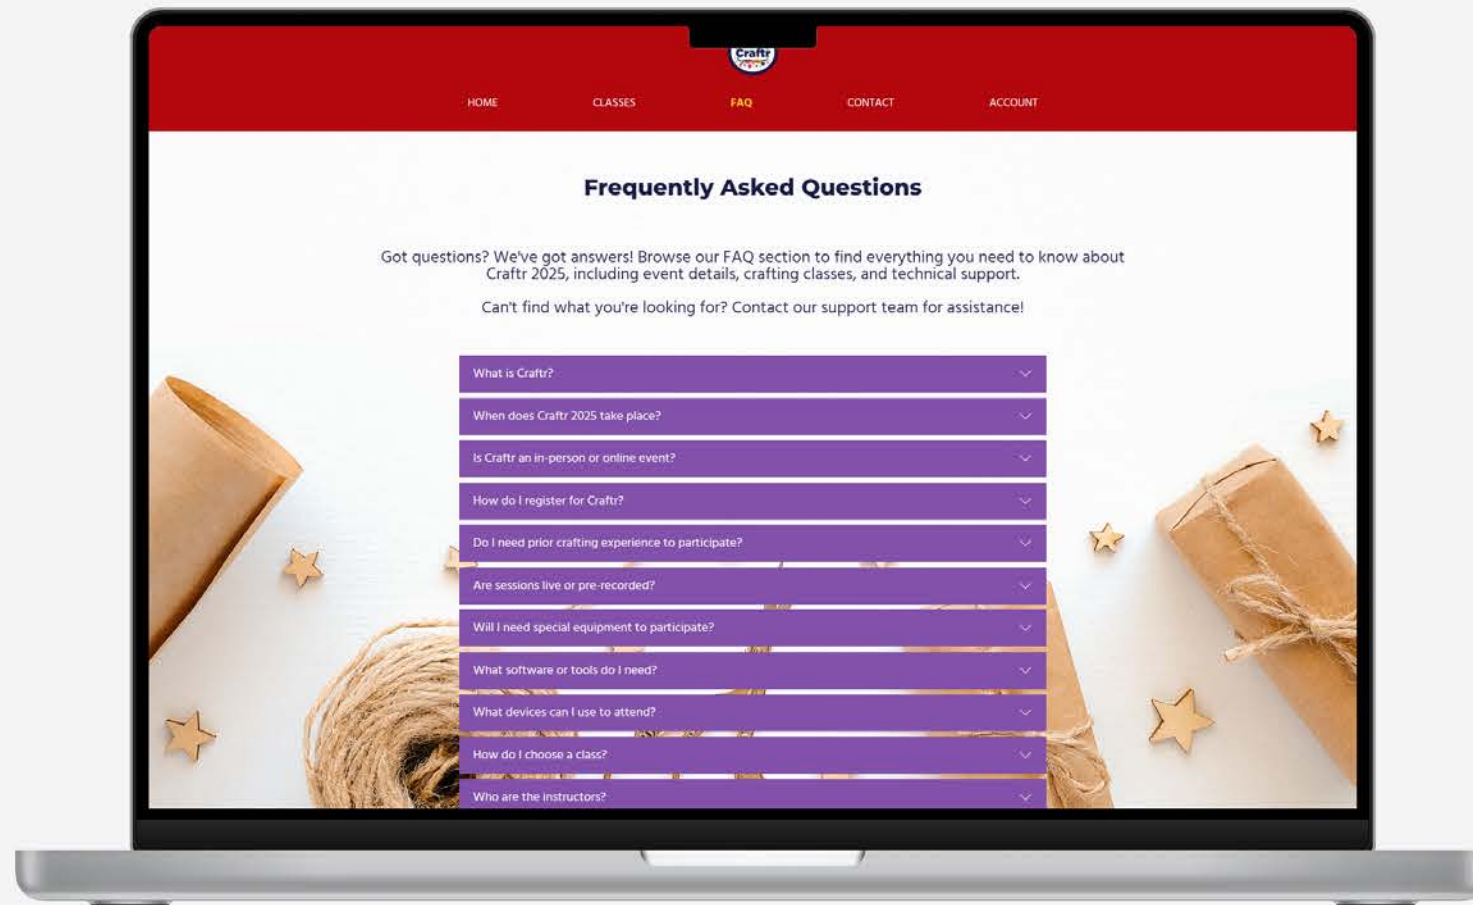 Craftr
HOME CLASSES FAQ CONTACT ACCOUNT
Frequently Asked Questions
Got questions? We've got answers! Browse our FAQ section to find everything you need to know about
Craftr 2025, including event details, crafting classes, and technical support.
Can't find what you're looking for? Contact our support team for assistance!
What is Craftr?
When does Craftr 2025 take place?
Is Craftr an in-person or online event?
How do I register for Craftr?
Do I need prior crafting experience to participate?
Are sessions live or pre-recorded?
Will I need special equipment to participate?
What software or tools do I need?
What devices can I use to attend?
How do I choose a class?
Who are the instructors?